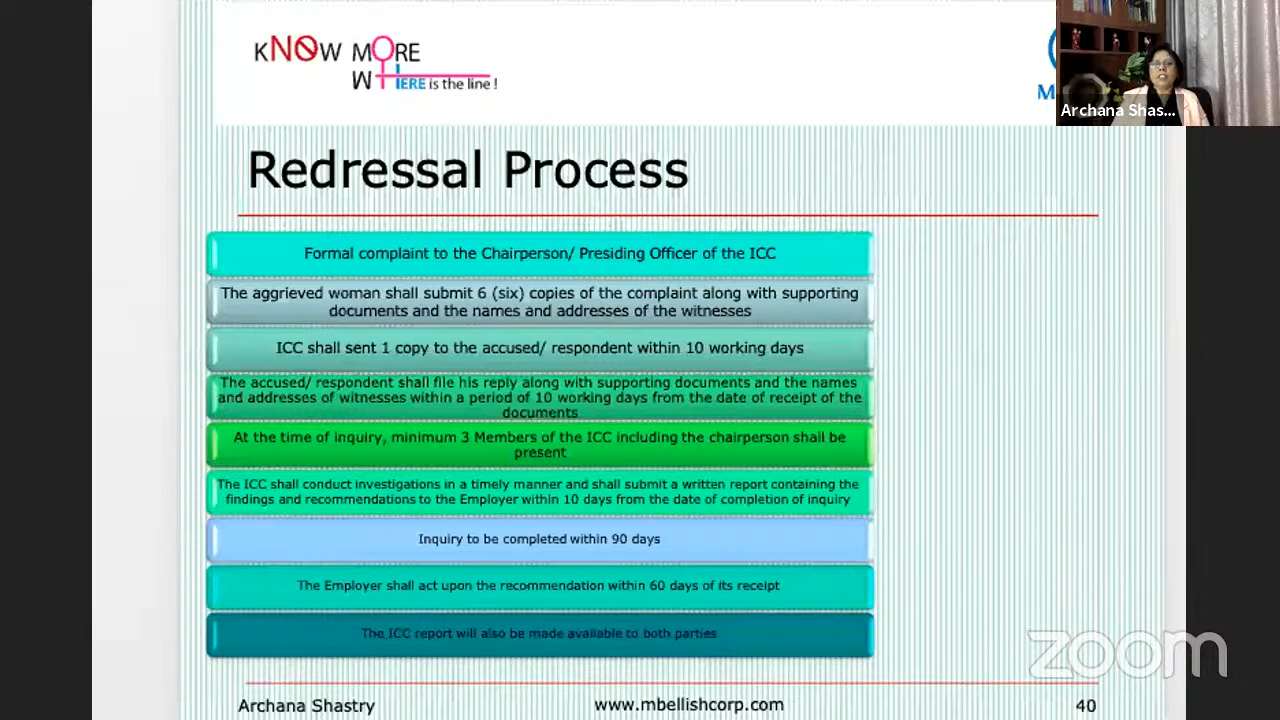 KNOW MORE
WHERE is the line !
M
Archana Shas...
Redressal Process
Formal complaint to the Chairperson/ Presiding Officer of the ICC
The aggrieved woman shall submit 6 (six) copies of the complaint along with supporting
documents and the names and addresses of the witnesses
ICC shall sent 1 copy to the accused/ respondent within 10 working days
The accused/ respondent shall file his reply along with supporting documents and the names
and addresses of witnesses within a period of 10 working days from the date of receipt of the
documents
At the time of inquiry, minimum 3 Members of the ICC including the chairperson shall be
present
The ICC shall conduct investigations in a timely manner and shall submit a written report containing the
findings and recommendations to the Employer within 10 days from the date of completion of inquiry
Inquiry to be completed within 90 days
The Employer shall act upon the recommendation within 60 days of its receipt
The ICC report will also be made available to both parties
zoom
Archana Shastry
www.mbellishcorp.com
40